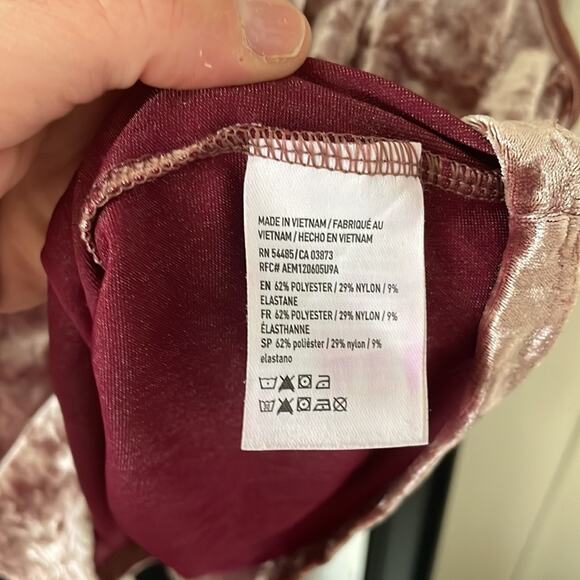 MADE IN VIETNAM / FABRIQUÉ AU
VIETNAM / HECHO EN VIETNAM
RN 54485/CA 03873
RFC# AEM120605U9A
EN 62% POLYESTER / 29% NYLON / 9%
ELASTANE
FR 62% POLYESTER / 29% NYLON / 9%
ÉLASTHANNE
SP 62% poliéster / 29% nylon / 9%
elastano